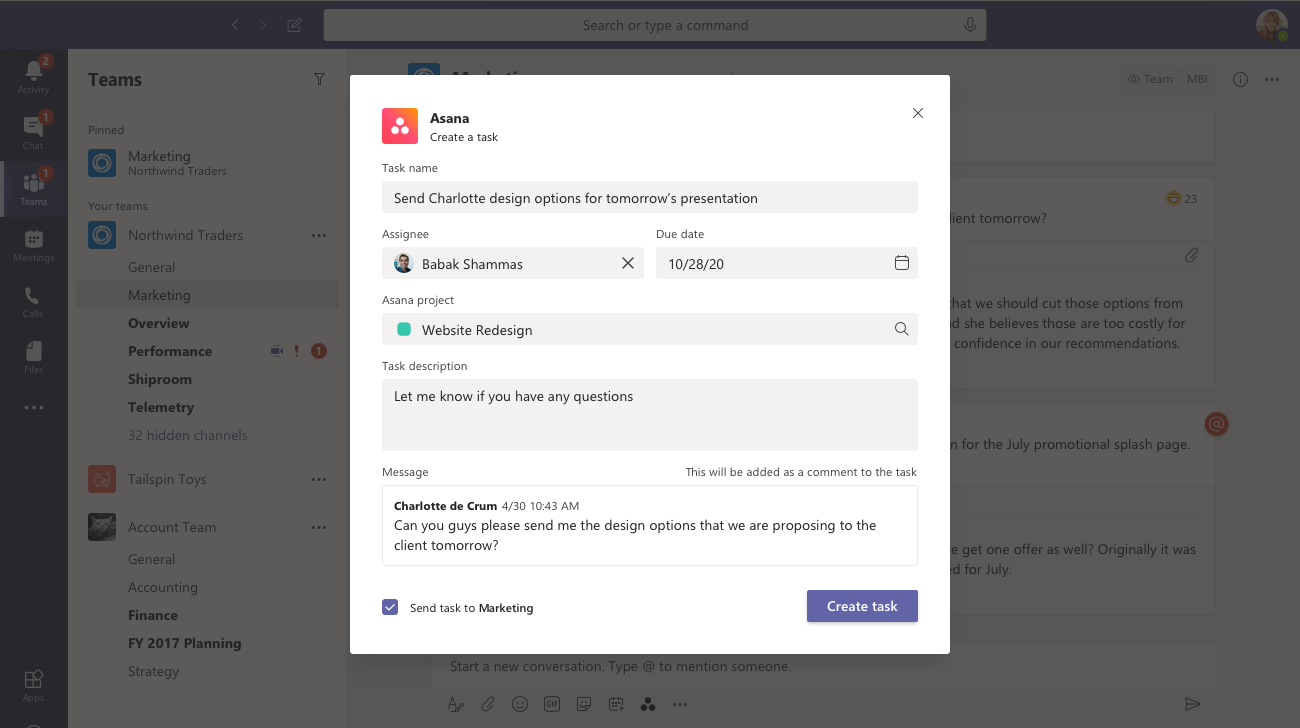 Search or type a command
2
Activity
1
Chat
1
Teams
Meetings
Calls
Files
Apps
Teams
Pinned
Marketing
Northwind Traders
Your teams
Northwind Traders
General
Marketing
Overview
Performance
1
Shiproom
Telemetry
32 hidden channels
Tailspin Toys
Account Team
General
Accounting
Finance
FY 2017 Planning
Strategy
Team MBI
Asana
Create a task
Task name
Send Charlotte design options for tomorrow’s presentation
Assignee Due date
Babak Shammas 10/28/20
Asana project
Website Redesign
Task description
Let me know if you have any questions
Message This will be added as a comment to the task
Charlotte de Crum 4/30 10:43 AM
Can you guys please send me the design options that we are proposing to the
client tomorrow?
Send task to Marketing
Create task
23
tomorrow?
that we should cut those options from
she believes those are too costly for
confidence in our recommendations.
@
for the July promotional splash page.
get one offer as well? Originally it was
for July.
Start a new conversation. Type @ to mention someone.
GIF